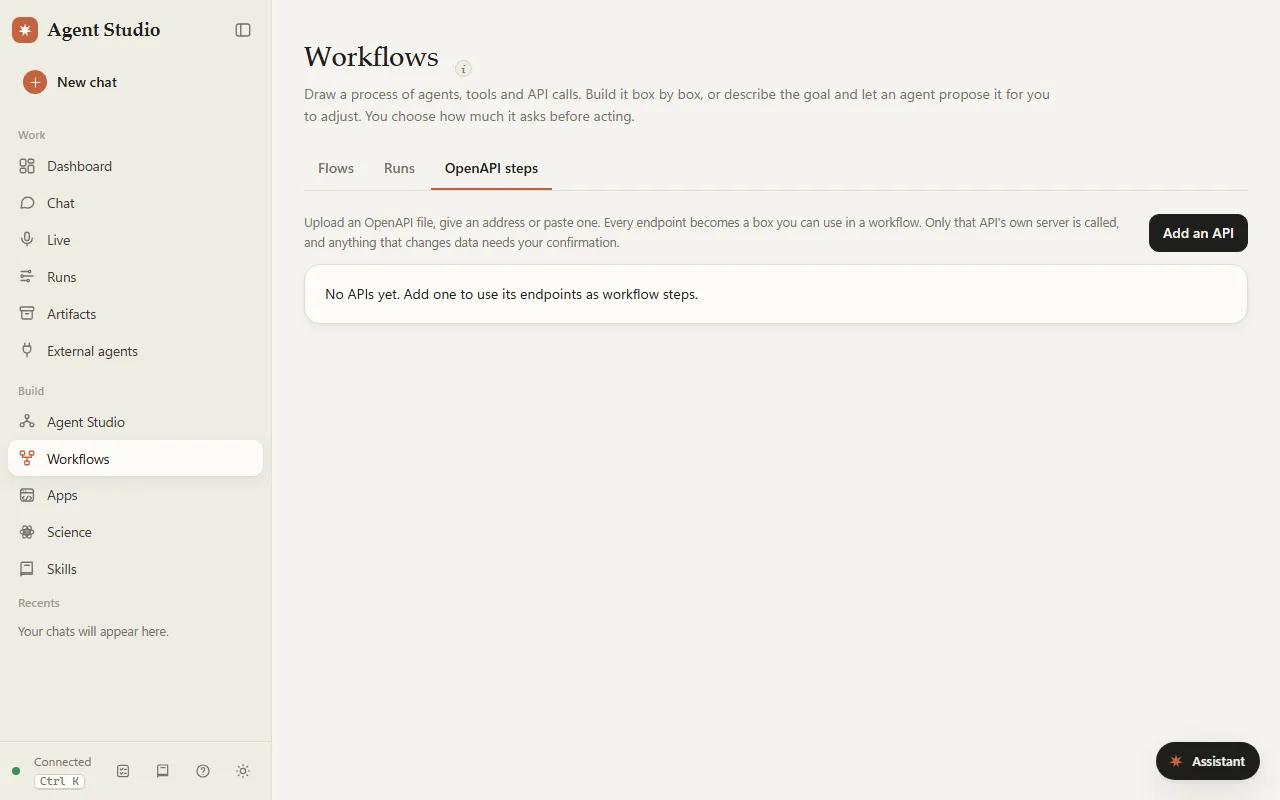 Agent Studio
New chat
Work
Dashboard
Chat
Live
Runs
Artifacts
External agents
Build
Agent Studio
Workflows
Apps
Science
Skills
Recents
Your chats will appear here.
Connected
Ctrl K
Workflows
i
Draw a process of agents, tools and API calls. Build it box by box, or describe the goal and let an agent propose it for you
to adjust. You choose how much it asks before acting.
Flows Runs OpenAPI steps
Upload an OpenAPI file, give an address or paste one. Every endpoint becomes a box you can use in a workflow. Only that API's own server is called,
and anything that changes data needs your confirmation.
Add an API
No APIs yet. Add one to use its endpoints as workflow steps.
Assistant